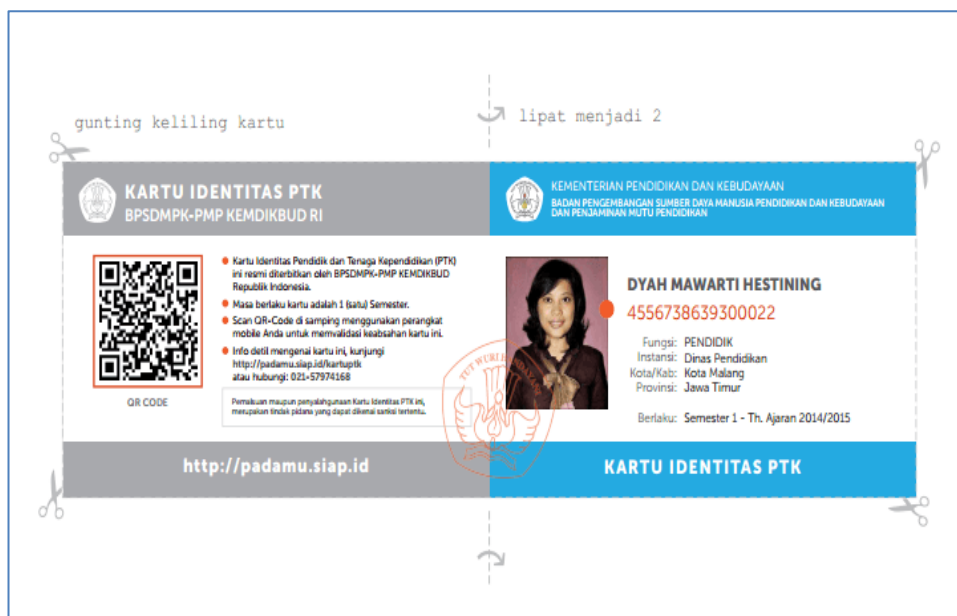 gunting keliling kartu
lipat menjadi 2
KARTU IDENTITAS PTK
BPSDMPK-PMP KEMDIKBUD RI
Kartu Identitas Pendidik dan Tenaga Kependidikan (PTK)
ini resmi diterbitkan oleh BPSDMPK-PMP KEMDIKBUD
Republik Indonesia.
Masa berlaku kartu adalah 1 (satu) Semester.
Scan QR-Code di samping menggunakan perangkat
mobile Anda untuk memvalidasi keabsahan kartu ini.
Info detil mengenai kartu ini, kunjungi
http://padamu.siap.id/kartuptk
atau hubungi: 021-57974168
QR CODE
Pemalsuan maupun penyalahgunaan Kartu Identitas PTK ini,
merupakan tindak pidana yang dapat dikenai sanksi tertentu.
http://padamu.siap.id
KEMENTERIAN PENDIDIKAN DAN KEBUDAYAAN
BADAN PENGEMBANGAN SUMBER DAYA MANUSIA PENDIDIKAN DAN KEBUDAYAAN
DAN PENJAMINAN MUTU PENDIDIKAN
DYAH MAWARTI HESTINING
4556738639300022
Fungsi: PENDIDIK
Instansi: Dinas Pendidikan
Kota/Kab: Kota Malang
Provinsi: Jawa Timur
Berlaku: Semester 1 - Th. Ajaran 2014/2015
TUT WURI HANDAYANI
KARTU IDENTITAS PTK